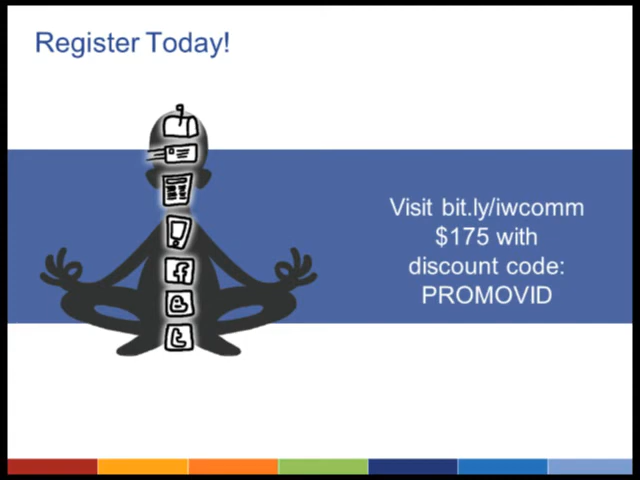 Register Today!
Visit bit.ly/iwcomm
$175 with
discount code:
PROMOVID